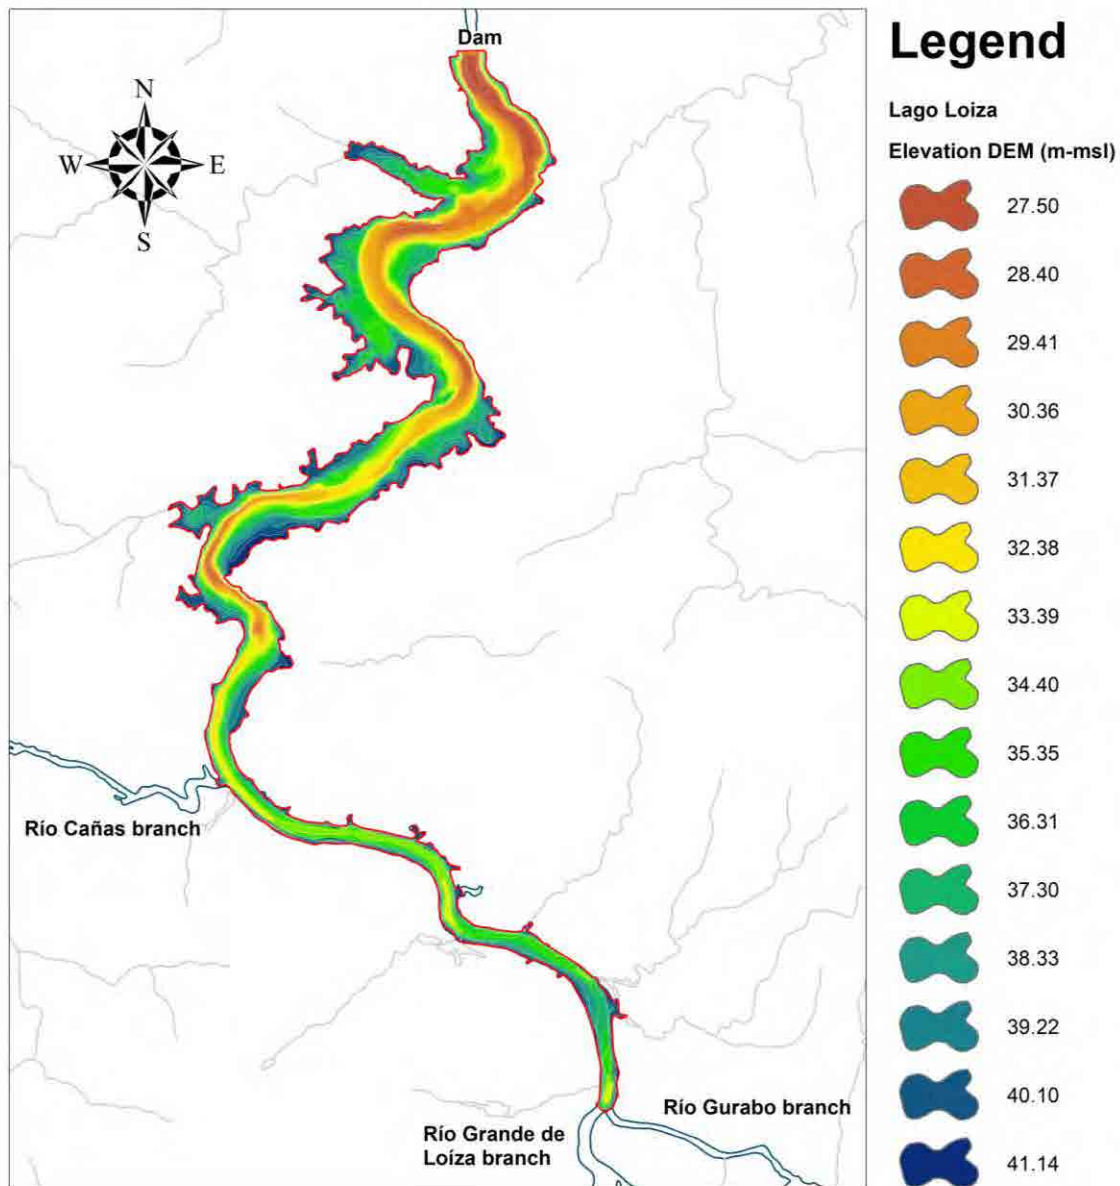 Dam
N
W
E
S
Río Cañas branch
Río Gurabo branch
Río Grande de
Loíza branch
Legend
Lago Loiza
Elevation DEM (m-msl)
27.50
28.40
29.41
30.36
31.37
32.38
33.39
34.40
35.35
36.31
37.30
38.33
39.22
40.10
41.14